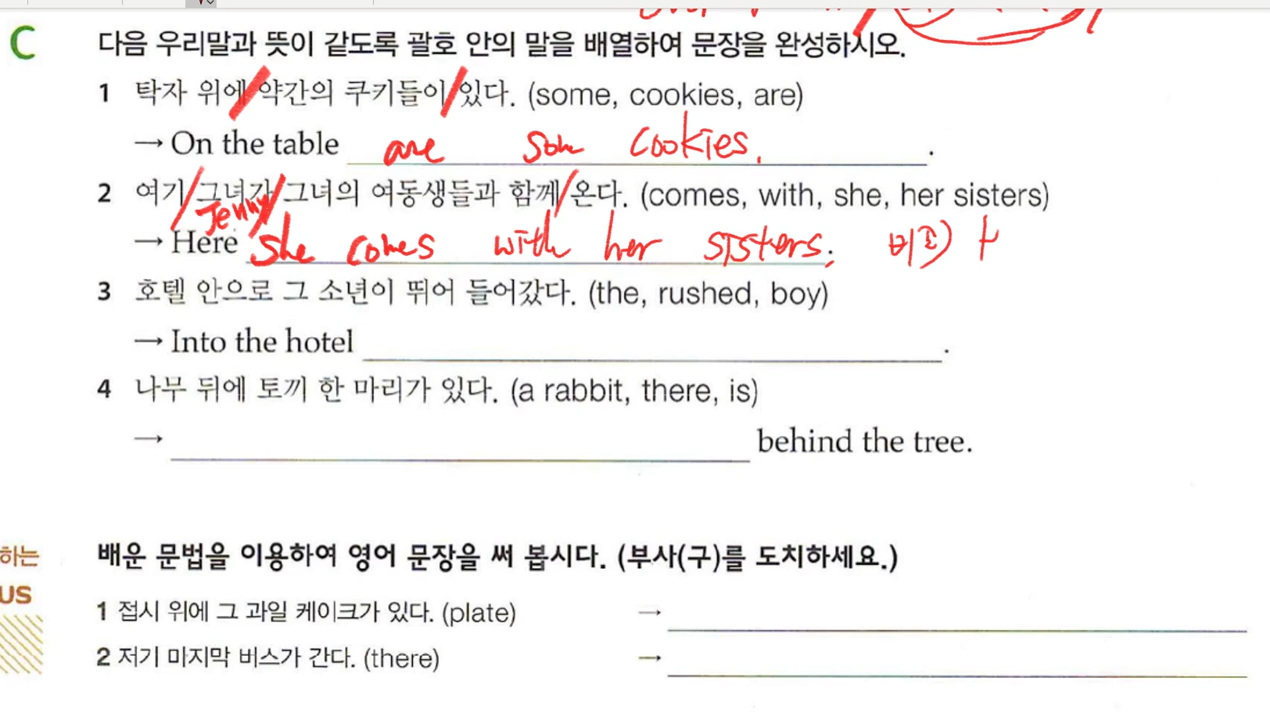 C 다음 우리말과 뜻이 같도록 괄호 안의 말을 배열하여 문장을 완성하시오.
1 탁자 위에/약간의 쿠키들이/있다. (some, cookies, are)
→ On the table are som cookies.
2 여기/그녀가/그녀의 여동생들과 함께/온다. (comes, with, she, her sisters)
Jenny
→ Here she comes with her sisters. 비교)
3 호텔 안으로 그 소년이 뛰어 들어갔다. (the, rushed, boy)
→ Into the hotel .
4 나무 뒤에 토끼 한 마리가 있다. (a rabbit, there, is)
→ behind the tree.
하는 배운 문법을 이용하여 영어 문장을 써 봅시다. (부사(구)를 도치하세요.)
US
1 접시 위에 그 과일 케이크가 있다. (plate) →
2 저기 마지막 버스가 간다. (there) →